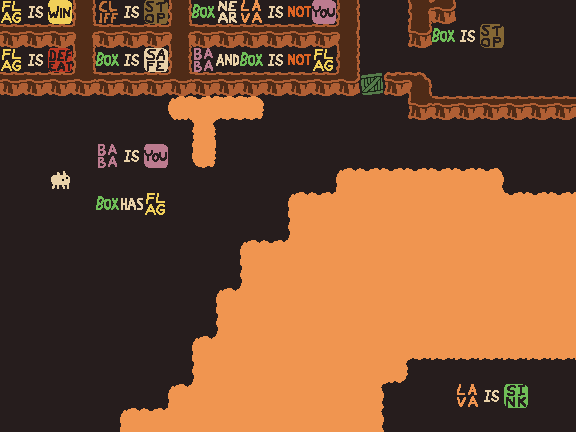 FLAG IS WIN
CLIFF IS STOP
BOX NEAR LAVA IS NOT YOU
BOX IS STOP
FLAG IS DEFEAT
BOX IS SAFE
BABA AND BOX IS NOT FLAG
BABA IS YOU
BOX HAS FLAG
LAVA IS SINK